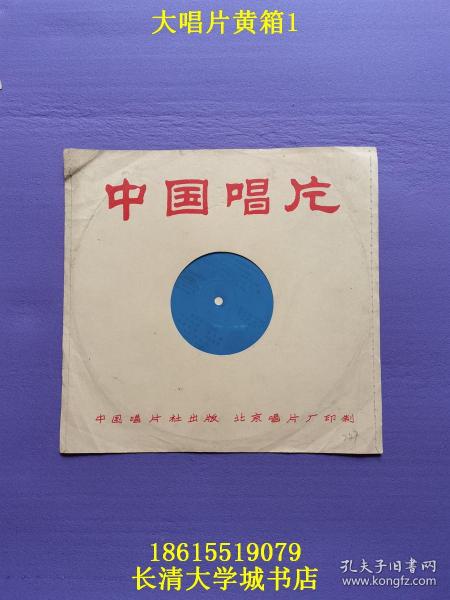 大唱片黄箱1
中国唱片
中国唱片社出版 北京唱片厂印制
18615519079
长清大学城书店
孔夫子旧书网
www.kongfz.com